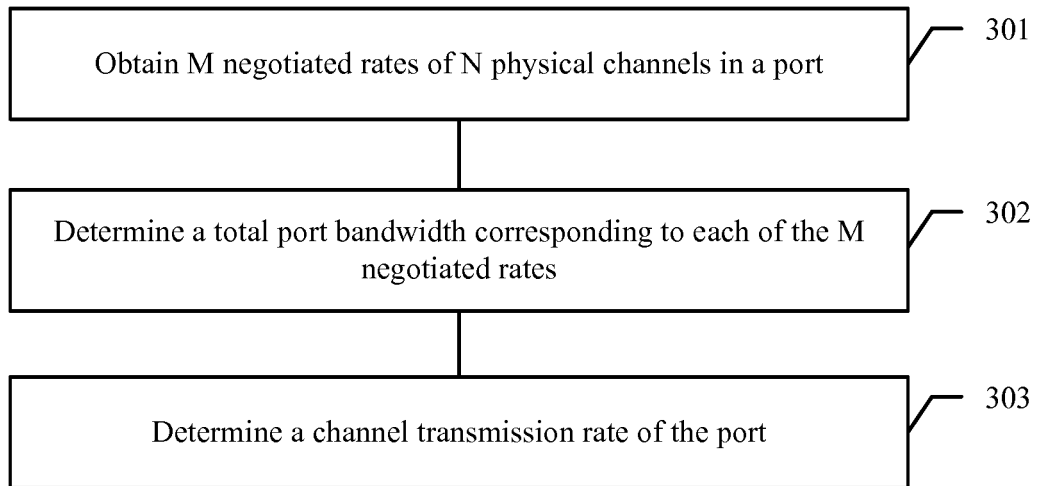 301
Obtain M negotiated rates of N physical channels in a port
302
Determine a total port bandwidth corresponding to each of the M
negotiated rates
303
Determine a channel transmission rate of the port